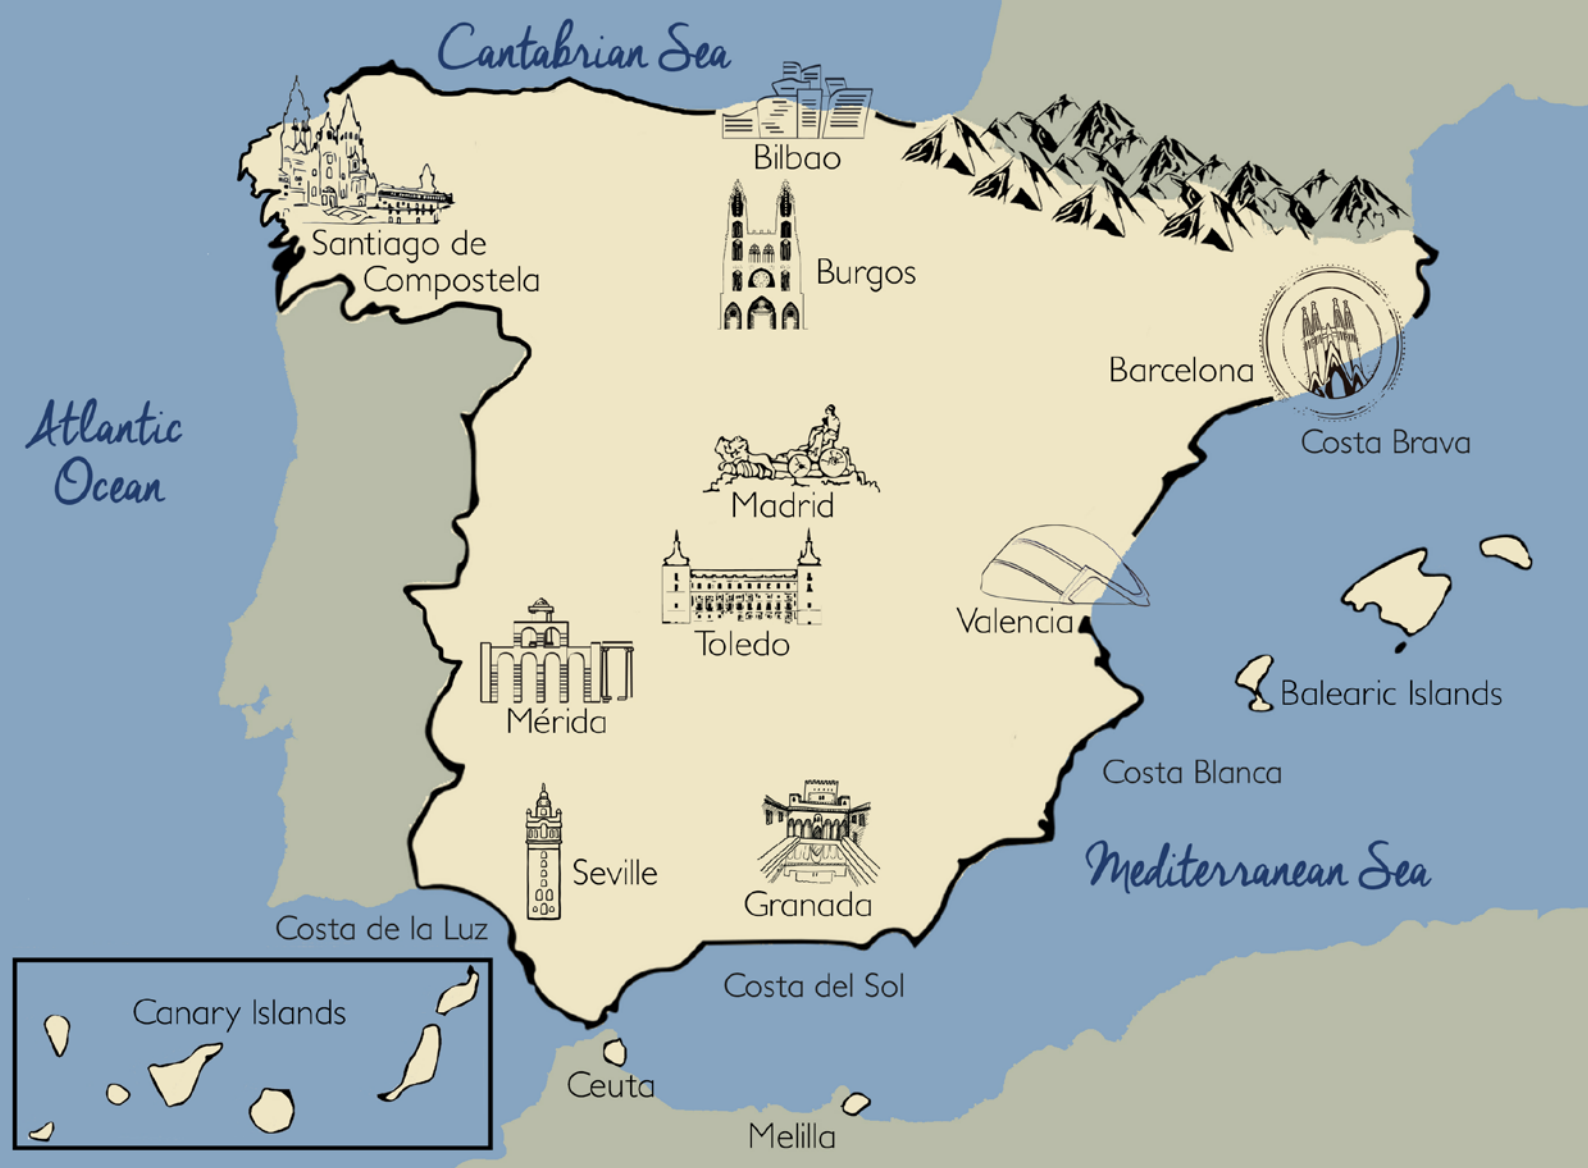 Cantabrian Sea
Bilbao
Santiago de
Compostela
Burgos
Barcelona
Atlantic
Ocean
Costa Brava
Madrid
Valencia
Toledo
Balearic Islands
Mérida
Costa Blanca
Mediterranean Sea
Seville
Granada
Costa de la Luz
Costa del Sol
Canary Islands
Ceuta
Melilla